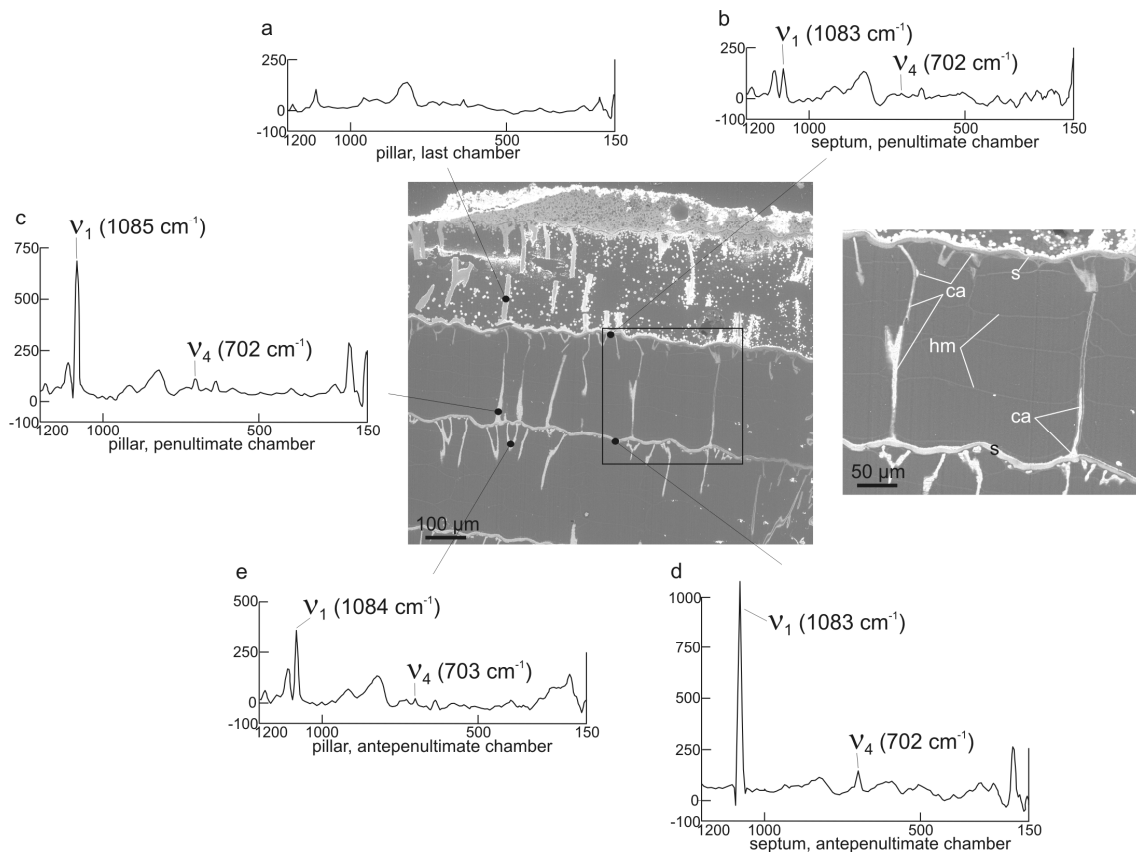 a
250
0
-100
1200 1000 500 150
pillar, last chamber
b
ν1 (1083 cm-1)
ν4 (702 cm-1)
250
0
-100
1200 1000 500 150
septum, penultimate chamber
c
ν1 (1085 cm-1)
750
500
ν4 (702 cm-1)
250
0
-100
1200 1000 500 150
pillar, penultimate chamber
100 µm
s
ca
hm
ca
s
50 µm
e
500
ν1 (1084 cm-1)
250
ν4 (703 cm-1)
0
-100
1200 1000 500 150
pillar, antepenultimate chamber
d
1000
ν1 (1083 cm-1)
750
500
ν4 (702 cm-1)
250
0
-100
1200 1000 500 150
septum, antepenultimate chamber